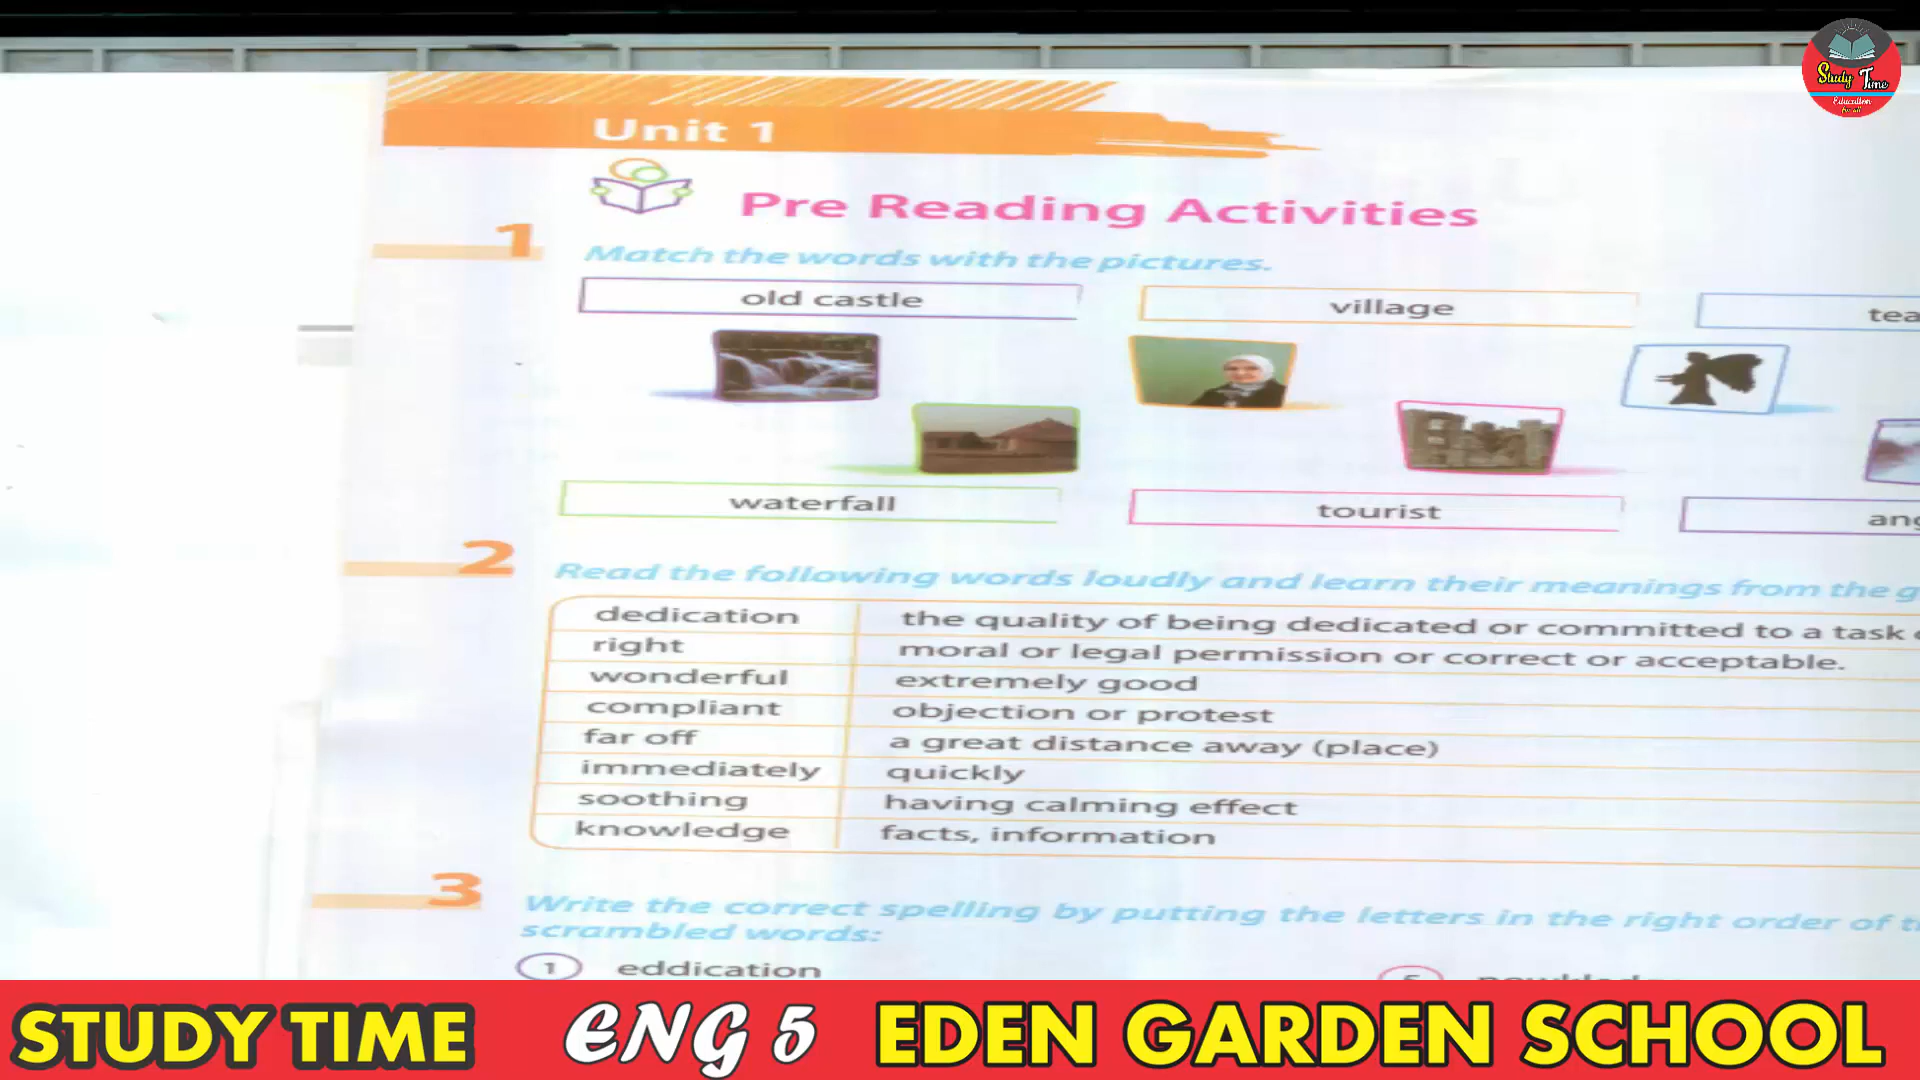 Study Time
Education
for all
Unit 1
Pre Reading Activities
1
Match the words with the pictures.
old castle village
waterfall tourist
2
Read the following words loudly and learn their meanings from the
dedication the quality of being dedicated or committed to a task
right moral or legal permission or correct or acceptable.
wonderful extremely good
compliant objection or protest
far off a great distance away (place)
immediately quickly
soothing having calming effect
knowledge facts, information
3
Write the correct spelling by putting the letters in the right order of
scrambled words:
1 eddication
STUDY TIME ENG 5 EDEN GARDEN SCHOOL